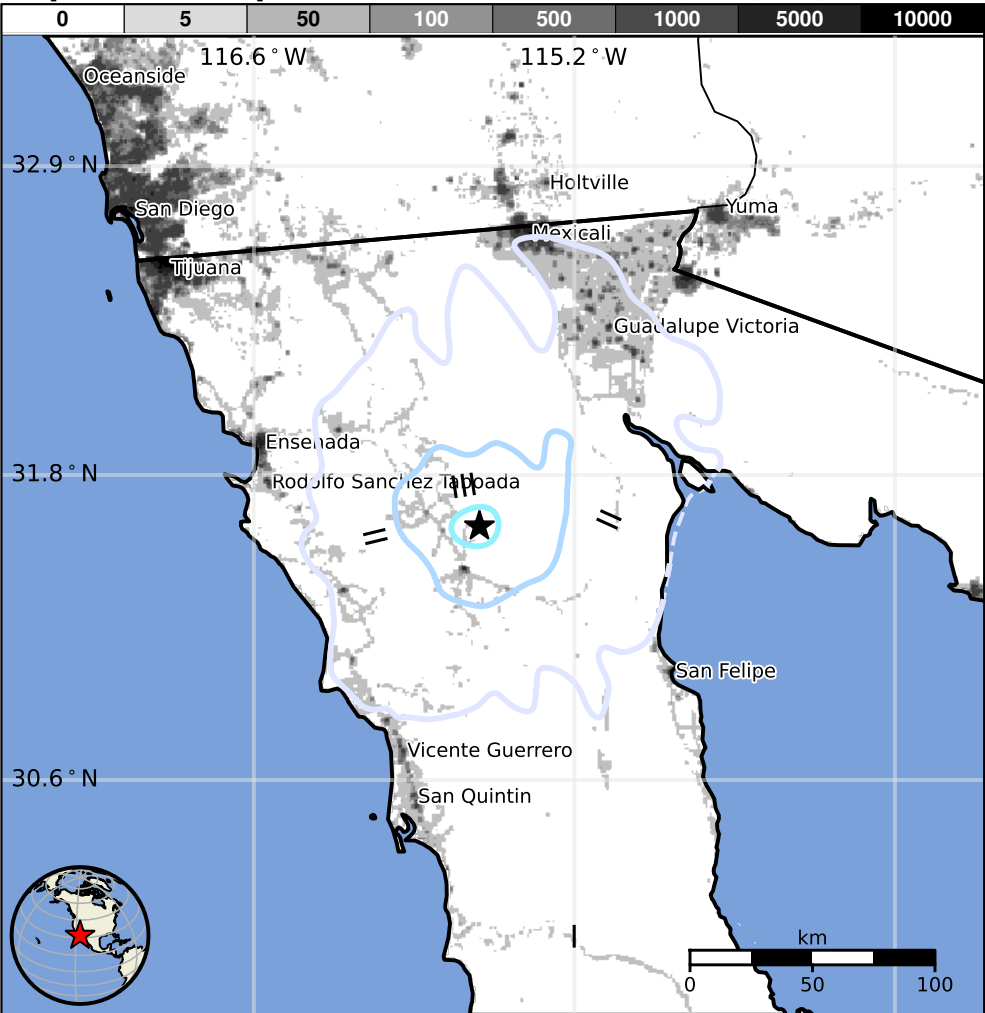 0 5 50 100 500 1000 5000 10000
116.6°W 115.2°W
Oceanside
32.9°N
Holtville
San Diego
Yuma
Mexicali
Tijuana
Guadalupe Victoria
Ensenada
31.8°N
Rodolfo Sanchez Taboada
III
II
II
San Felipe
Vicente Guerrero
30.6°N
San Quintin
I
km
0 50 100